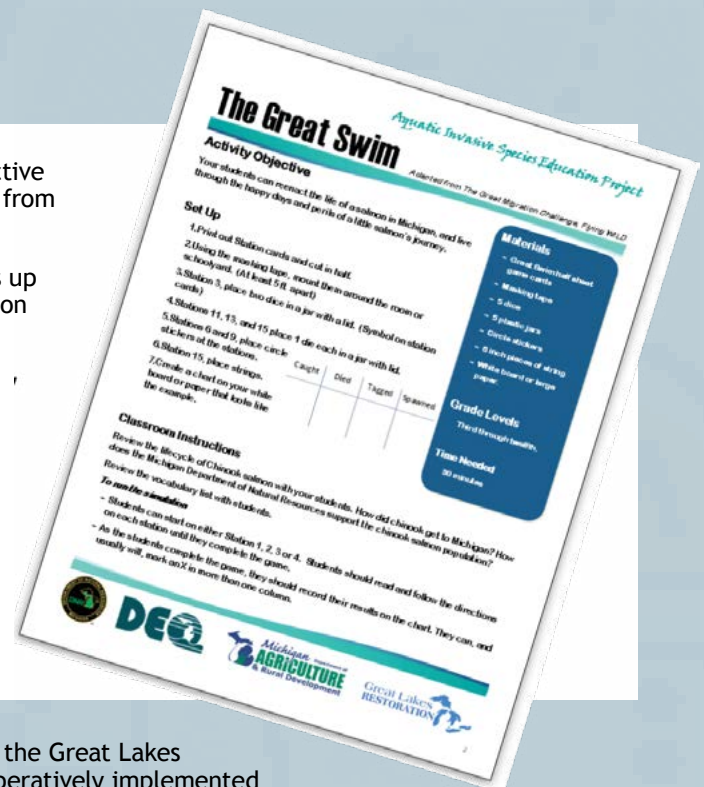 ctive
from
s up
on
The Great Swim
Aquatic Invasive Species Education Project
Adapted from The Great Migration Challenge, Flying WILD
Activity Objective
Your students can reenact the life of a salmon in Michigan, and live
through the happy days and perils of a little salmon's journey.
Set Up
1.Print out Station cards and cut in half.
2.Using the masking tape, mount them around the room or
schoolyard. (At least 5 ft apart)
3.Station 3, place two dice in a jar with a lid. (Symbol on station
cards)
4.Stations 11, 13, and 15 place 1 die each in a jar with lid.
5.Stations 6 and 9, place circle
stickers at the stations.
6.Station 15, place strings.
7.Create a chart on your white
board or paper that looks like
the example.
Caught Died Tagged Spawned
Materials
- Great Swim half sheet
game cards
- Masking tape
- 5 dice
- 5 plastic jars
- Circle stickers
- 6 inch pieces of string
- White board or large
paper.
Grade Levels
Third through
Time Needed
30 minutes
Classroom Instructions
Review the lifecycle of Chinook salmon with your students. How did chinook get to Michigan? How
does the Michigan Department of Natural Resources support the chinook salmon population?
Review the vocabulary list with students.
To run the simulation
- Students can start on either Station 1, 2, 3 or 4. Students should read and follow the directions
on each station until they complete the game.
- As the students complete the game, they should record their results on the chart. They can, and
usually will, mark an X in more than one column.
DNR
DEQ
Michigan Department of
AGRICULTURE
& Rural Development
Great Lakes
RESTORATION
the Great Lakes
peratively implemented